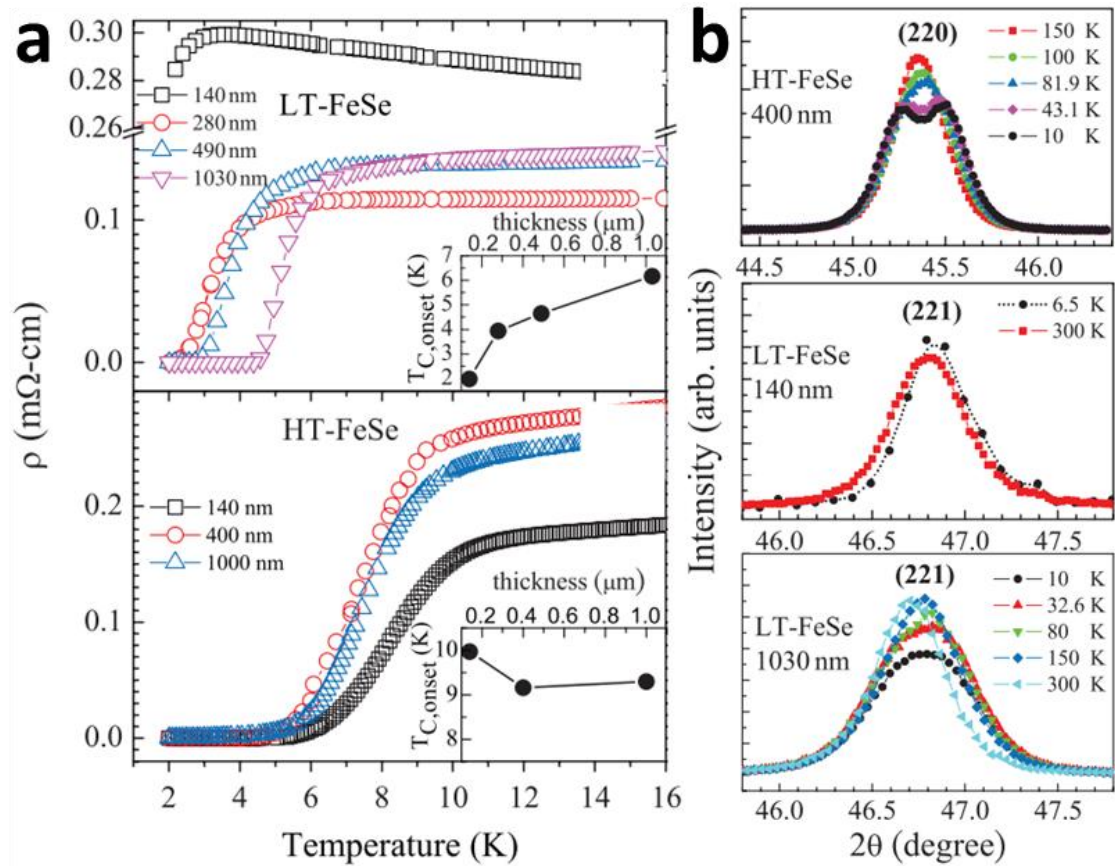 a
ρ (mΩ-cm)
0.30
0.28
0.26
0.1
0.0
LT-FeSe
140 nm
280 nm
490 nm
1030 nm
thickness (μm)
0.2 0.4 0.6 0.8 1.0
T_C,onset (K)
7
6
5
4
3
2
HT-FeSe
0.2
0.1
0.0
140 nm
400 nm
1000 nm
thickness (μm)
0.2 0.4 0.6 0.8 1.0
T_C,onset (K)
10
9
8
2 4 6 8 10 12 14 16
Temperature (K)
b
Intensity (arb. units)
(220)
HT-FeSe
400 nm
150 K
100 K
81.9 K
43.1 K
10 K
44.5 45.0 45.5 46.0
(221)
LT-FeSe
140 nm
6.5 K
300 K
46.0 46.5 47.0 47.5
(221)
LT-FeSe
1030 nm
10 K
32.6 K
80 K
150 K
300 K
46.0 46.5 47.0 47.5
2θ (degree)